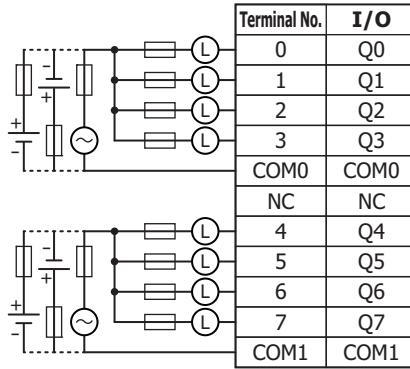 Terminal No. I/O
L 0 Q0
L 1 Q1
L 2 Q2
L 3 Q3
COM0 COM0
NC NC
L 4 Q4
L 5 Q5
L 6 Q6
L 7 Q7
COM1 COM1